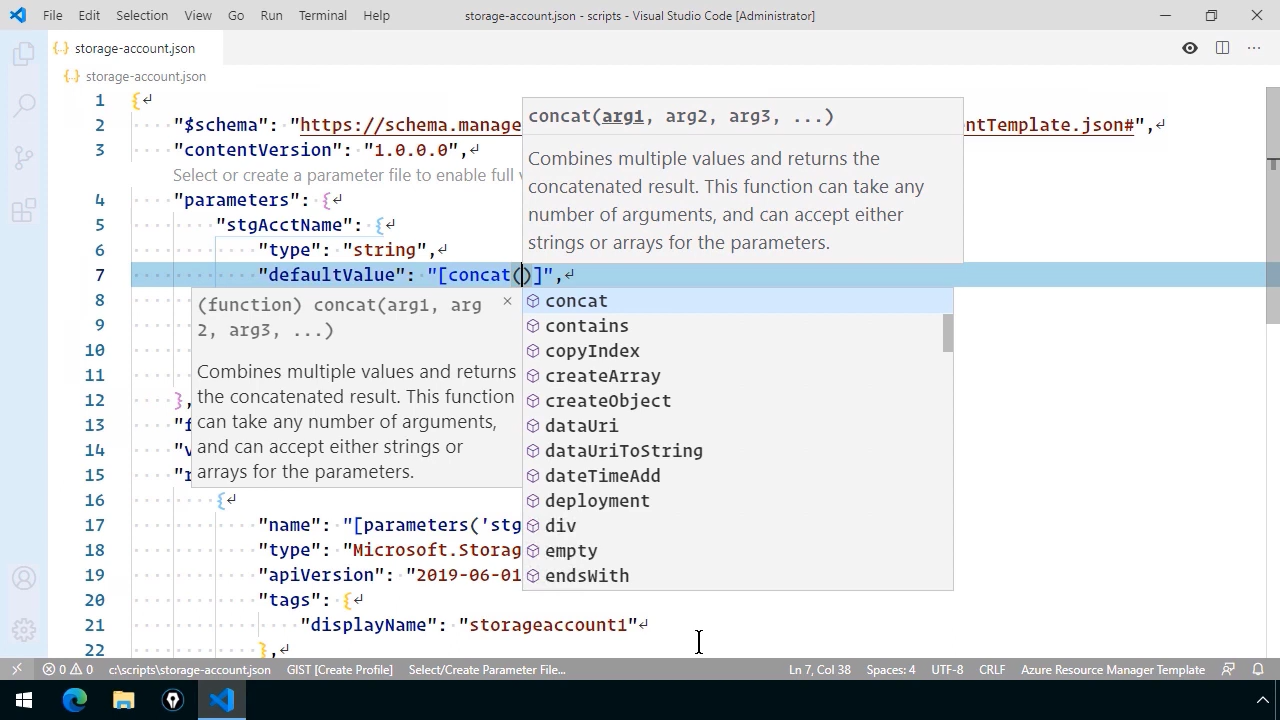 File Edit Selection View Go Run Terminal Help storage-account.json - scripts - Visual Studio Code [Administrator]
{..} storage-account.json
{..} storage-account.json
1 {
2 "$schema": "https://schema.manage ntTemplate.json#",
3 "contentVersion": "1.0.0.0",
Select or create a parameter file to enable full v
4 "parameters": {
5 "stgAcctName": {
6 "type": "string",
7 "defaultValue": "[concat()]",
8
9
10
11
12 },
13 "f
14 "v
15 "r
16 {
17 "name": "[parameters('stg
18 "type": "Microsoft.Storag
19 "apiVersion": "2019-06-01
20 "tags": {
21 "displayName": "storageaccount1"
22 },
concat(arg1, arg2, arg3, ...)
Combines multiple values and returns the
concatenated result. This function can take any
number of arguments, and can accept either
strings or arrays for the parameters.
(function) concat(arg1, arg
2, arg3, ...)
Combines multiple values and returns
the concatenated result. This function
can take any number of arguments,
and can accept either strings or
arrays for the parameters.
concat
contains
copyIndex
createArray
createObject
dataUri
dataUriToString
dateTimeAdd
deployment
div
empty
endsWith
0 0 c:\scripts\storage-account.json GIST [Create Profile] Select/Create Parameter File... Ln 7, Col 38 Spaces: 4 UTF-8 CRLF Azure Resource Manager Template